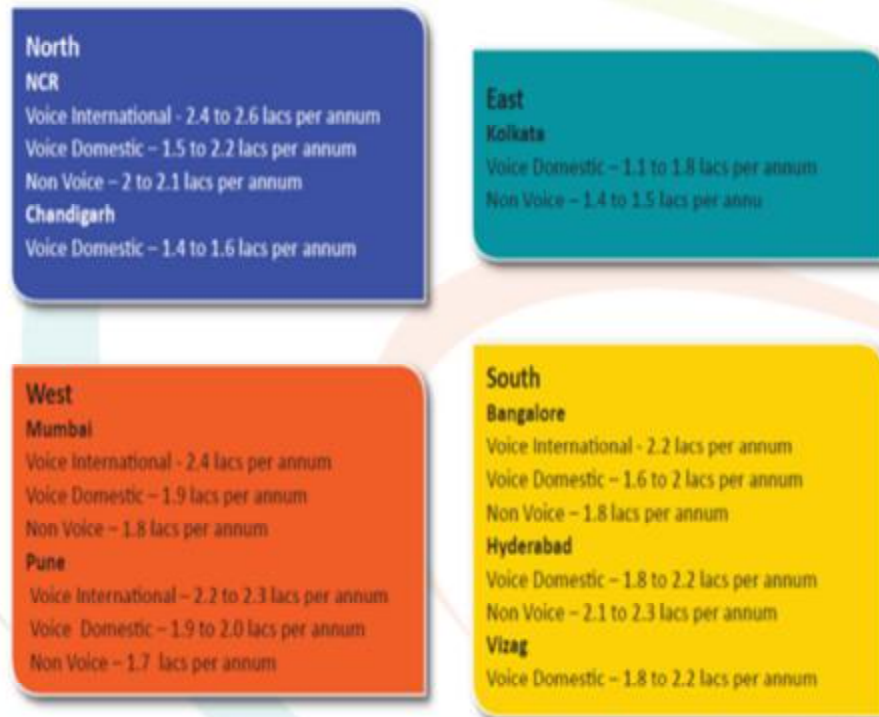 North
NCR
Voice International - 2.4 to 2.6 lacs per annum
Voice Domestic – 1.5 to 2.2 lacs per annum
Non Voice – 2 to 2.1 lacs per annum
Chandigarh
Voice Domestic – 1.4 to 1.6 lacs per annum
East
Kolkata
Voice Domestic – 1.1 to 1.8 lacs per annum
Non Voice – 1.4 to 1.5 lacs per annu
West
Mumbai
Voice International - 2.4 lacs per annum
Voice Domestic – 1.9 lacs per annum
Non Voice – 1.8 lacs per annum
Pune
Voice International – 2.2 to 2.3 lacs per annum
Voice Domestic – 1.9 to 2.0 lacs per annum
Non Voice – 1.7 lacs per annum
South
Bangalore
Voice International - 2.2 lacs per annum
Voice Domestic – 1.6 to 2 lacs per annum
Non Voice – 1.8 lacs per annum
Hyderabad
Voice Domestic – 1.8 to 2.2 lacs per annum
Non Voice – 2.1 to 2.3 lacs per annum
Vizag
Voice Domestic – 1.8 to 2.2 lacs per annum